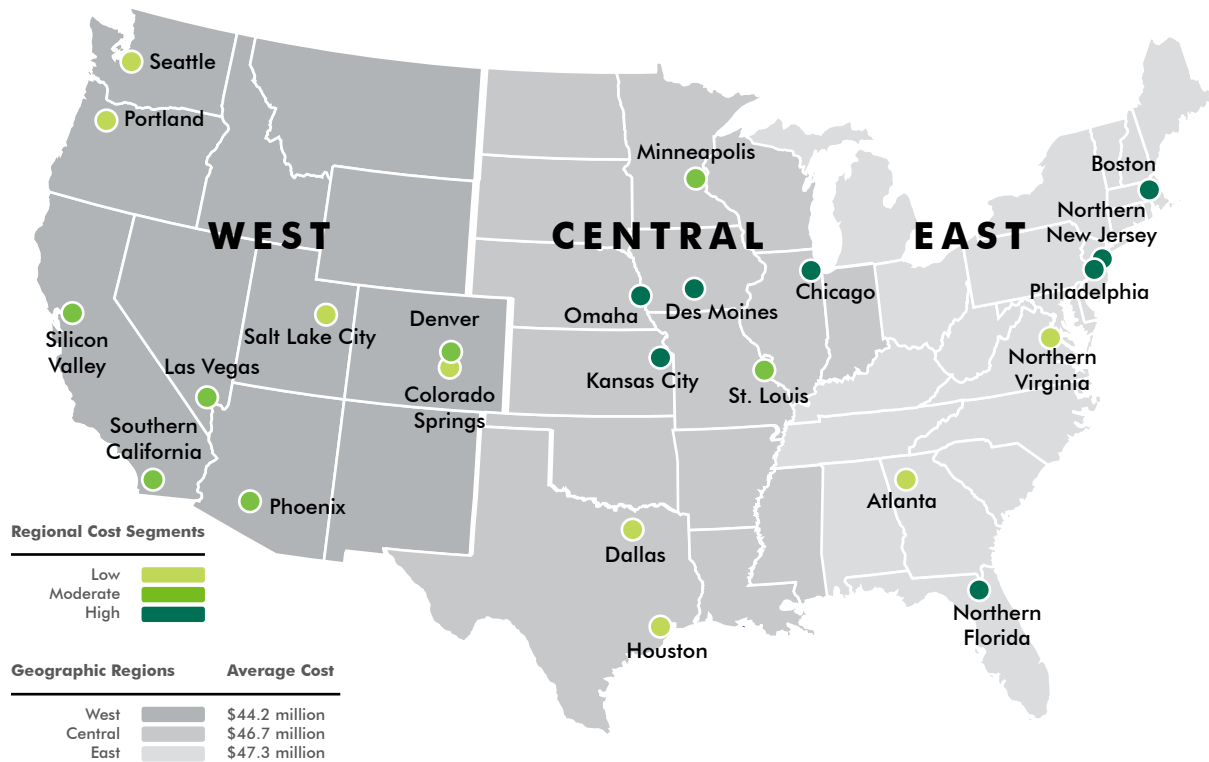 Seattle
Portland
Minneapolis
Boston
Northern
New Jersey
WEST
CENTRAL
EAST
Philadelphia
Chicago
Omaha
Des Moines
Silicon
Valley
Salt Lake City
Denver
Las Vegas
Kansas City
St. Louis
Northern
Virginia
Colorado
Springs
Southern
California
Phoenix
Atlanta
Dallas
Houston
Northern
Florida
Regional Cost Segments
Low
Moderate
High
Geographic Regions Average Cost
West $44.2 million
Central $46.7 million
East $47.3 million